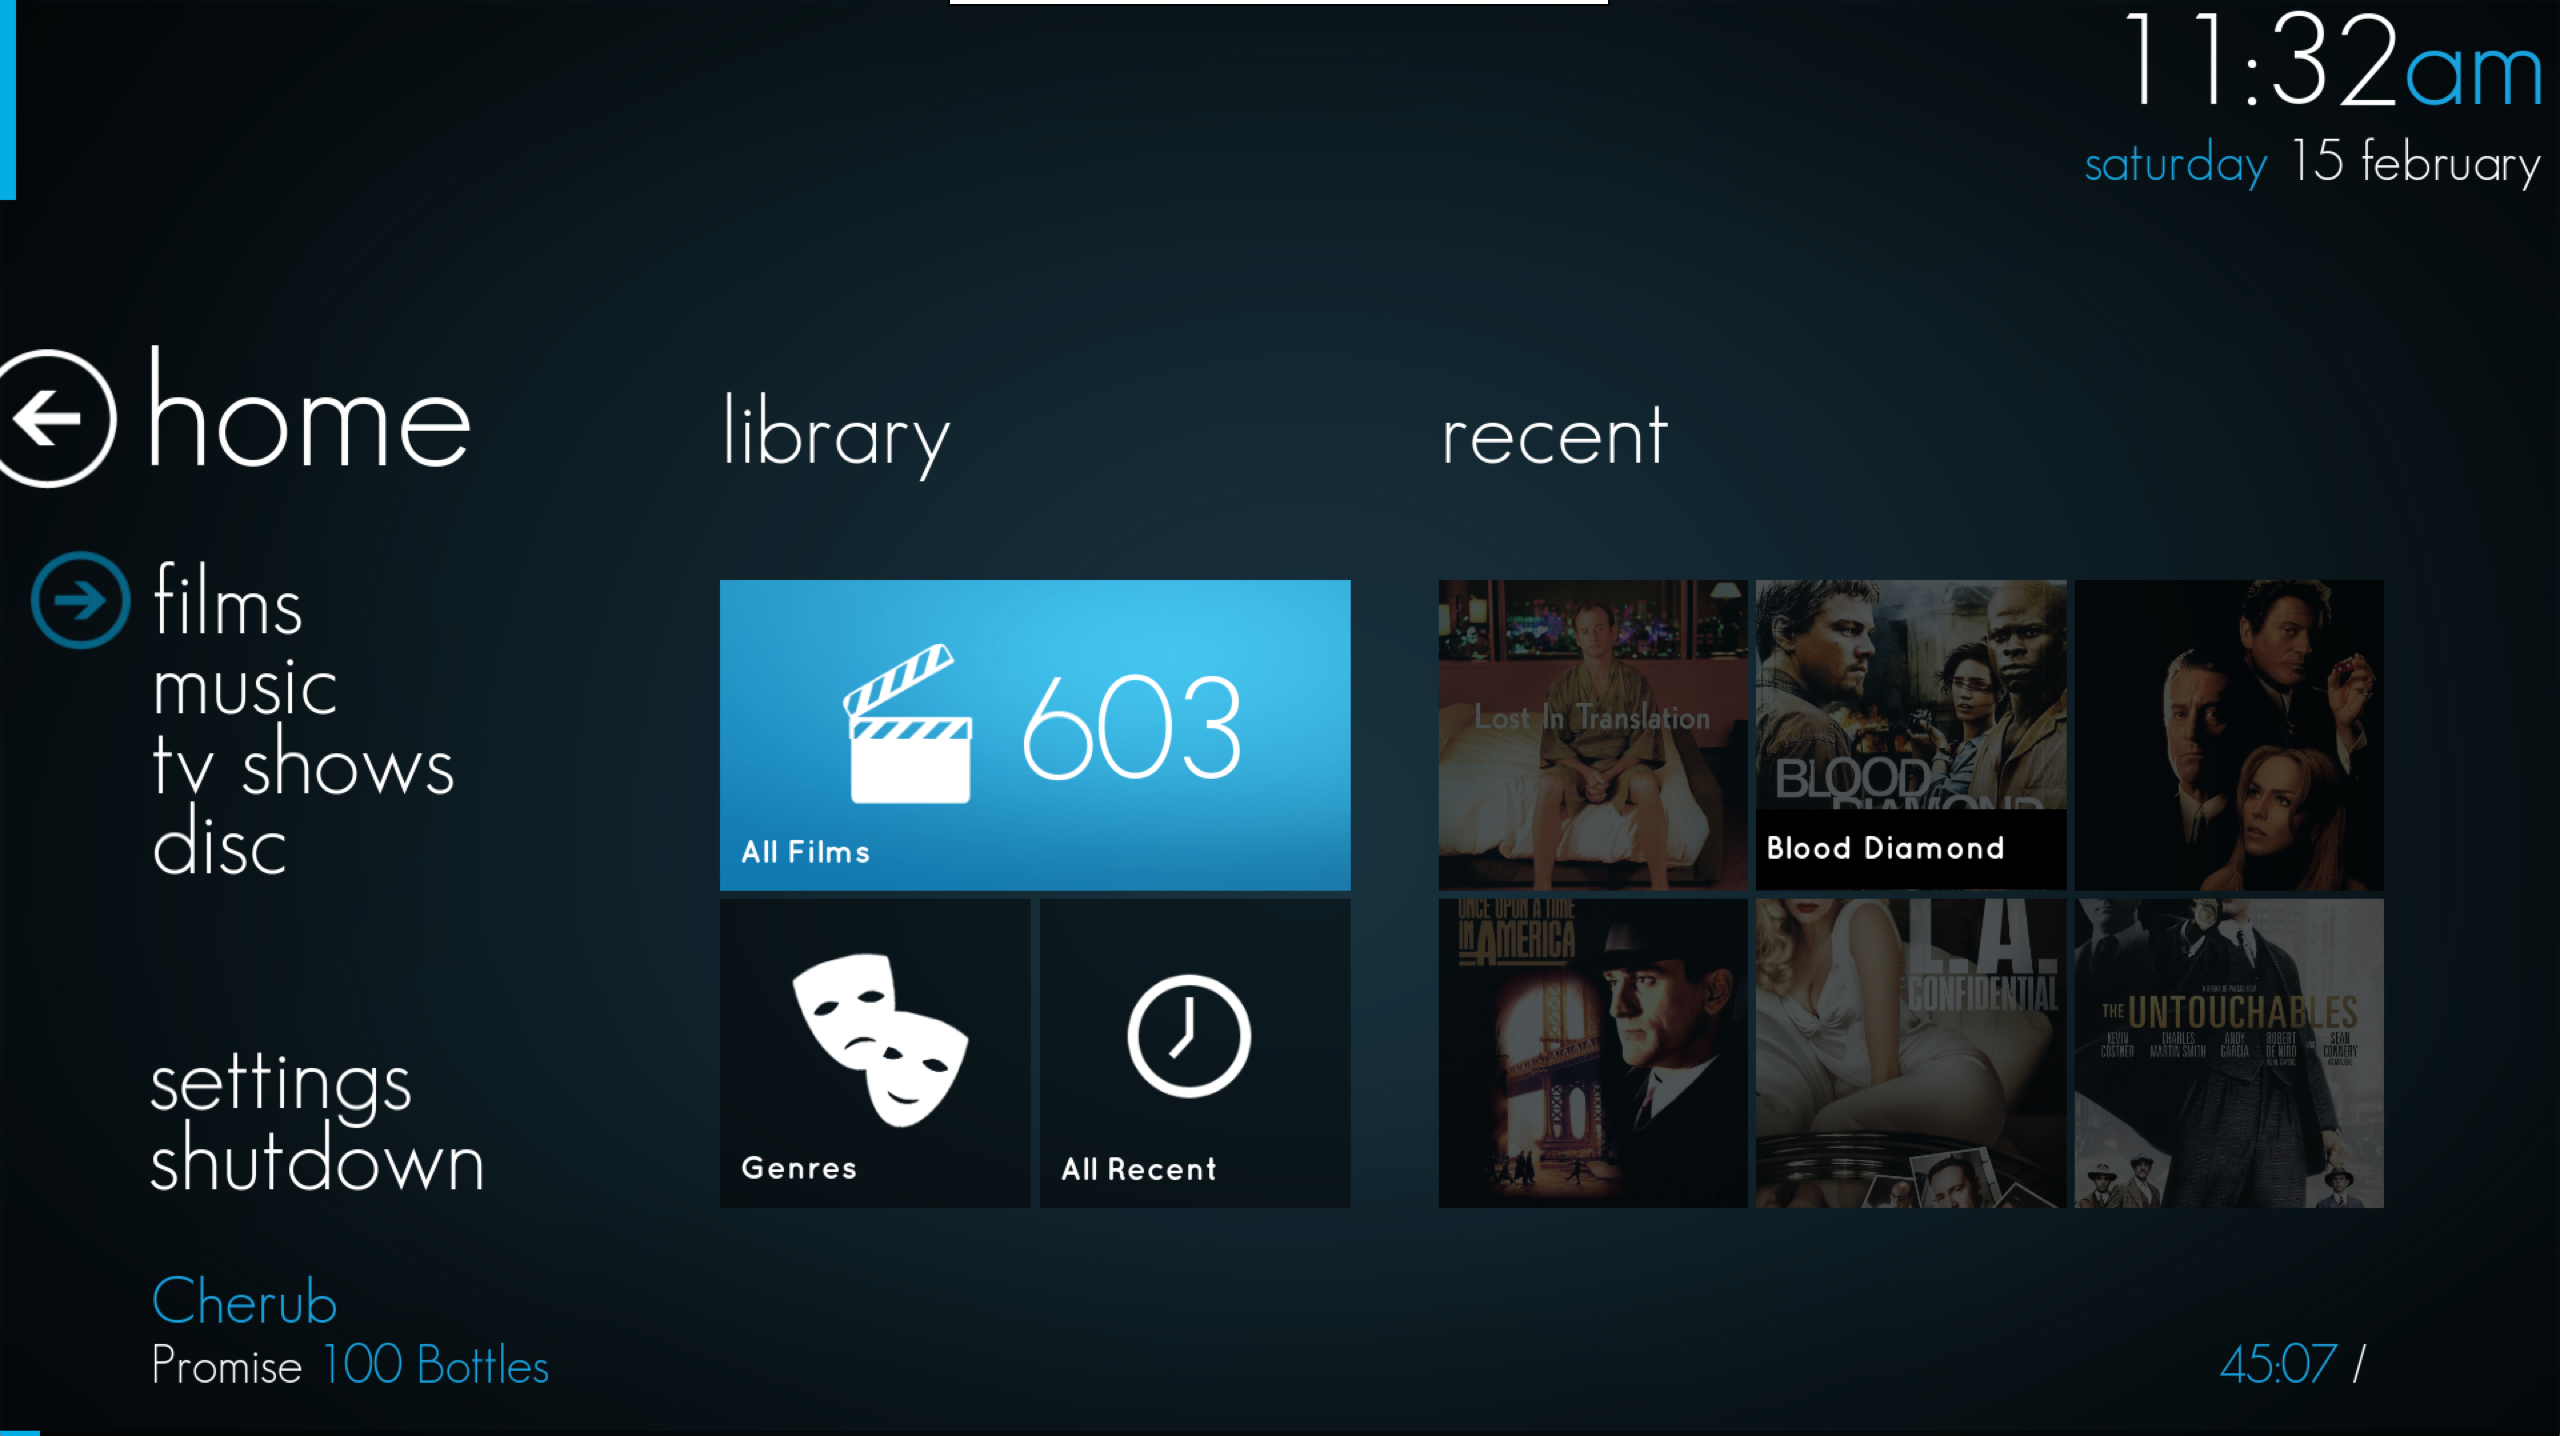 11:32am
saturday 15 february
home
library
recent
films
music
tv shows
disc
settings
shutdown
603
All Films
Genres
All Recent
Lost In Translation
BLOOD
DIAMOND
Blood Diamond
ONCE UPON A TIME
IN AMERICA
L.A.
CONFIDENTIAL
THE UNTOUCHABLES
KEVIN COSTNER
CHARLES MARTIN SMITH
ANDY GARCIA
ROBERT DE NIRO
SEAN CONNERY
Cherub
Promise 100 Bottles
45:07 /